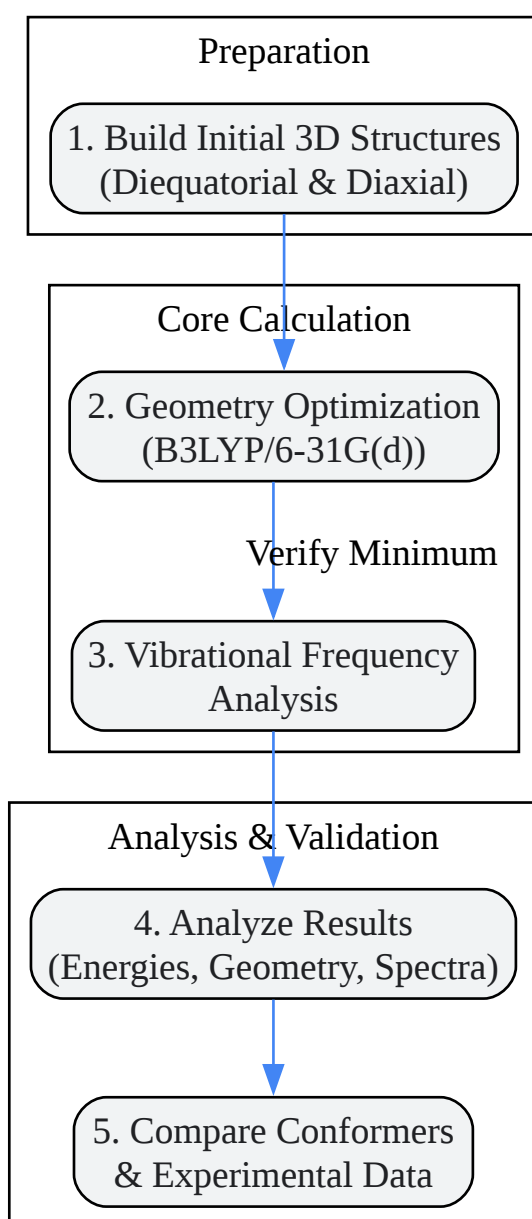 Preparation
1. Build Initial 3D Structures
(Diequatorial & Diaxial)
Core Calculation
2. Geometry Optimization
(B3LYP/6-31G(d))
Verify Minimum
3. Vibrational Frequency
Analysis
Analysis & Validation
4. Analyze Results
(Energies, Geometry, Spectra)
5. Compare Conformers
& Experimental Data